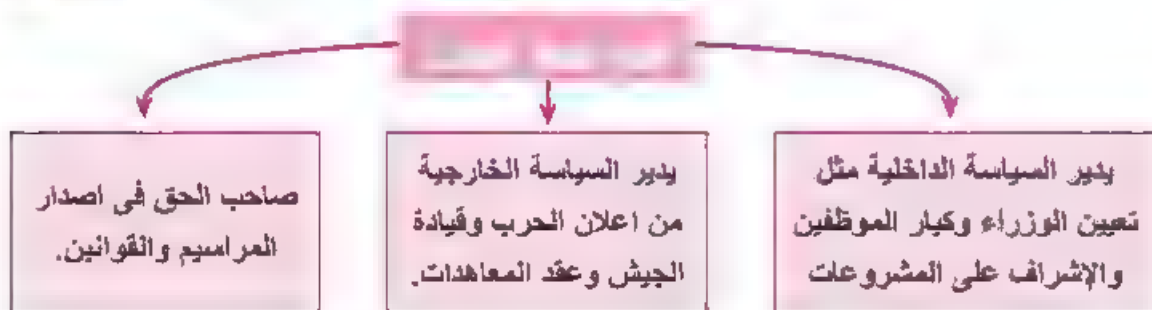 يدير السياسة الداخلية مثل
تعيين الوزراء وكبار الموظفين
والإشراف على المشروعات
يدير السياسة الخارجية
من اعلان الحرب وقيادة
الجيش وعقد المعاهدات.
صاحب الحق فى اصدار
المراسيم والقوانين.